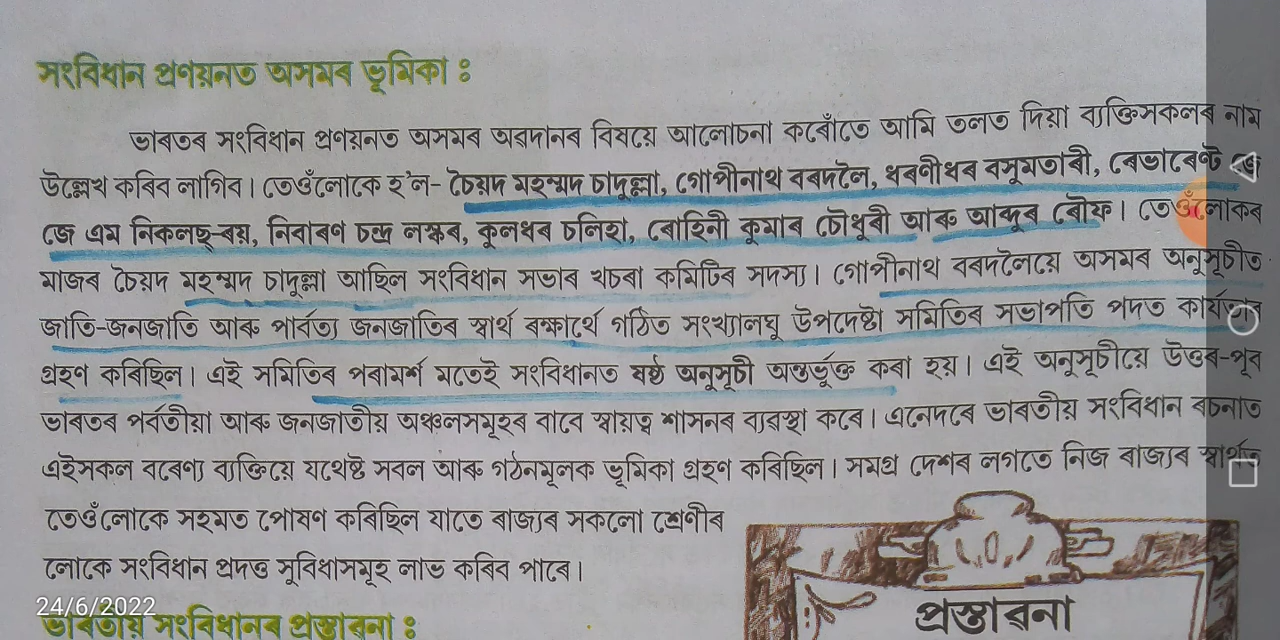 সংবিধান প্ৰণয়নত অসমৰ ভূমিকা ঃ
ভাৰতৰ সংবিধান প্ৰণয়নত অসমৰ অৱদানৰ বিষয়ে আলোচনা কৰোঁতে আমি তলত দিয়া ব্যক্তিসকলৰ নাম
উল্লেখ কৰিব লাগিব। তেওঁলোকে হ'ল- চৈয়দ মহম্মদ চাদুল্লা, গোপীনাথ বৰদলৈ, ধৰণীধৰ বসুমতাৰী, ৰেভাৰেণ্ট জে
জে এম নিকলছ্-ৰয়, নিবাৰণ চন্দ্ৰ লস্কৰ, কুলধৰ চলিহা, ৰোহিনী কুমাৰ চৌধুৰী আৰু আব্দুৰ ৰৌফ। তেওঁলোকৰ
মাজৰ চৈয়দ মহম্মদ চাদুল্লা আছিল সংবিধান সভাৰ খচৰা কমিটিৰ সদস্য। গোপীনাথ বৰদলৈয়ে অসমৰ অনুসূচীত
জাতি-জনজাতি আৰু পাৰ্বত্য জনজাতিৰ স্বাৰ্থ ৰক্ষাৰ্থে গঠিত সংখ্যালঘু উপদেষ্টা সমিতিৰ সভাপতি পদত কাৰ্যভাৰ
গ্ৰহণ কৰিছিল। এই সমিতিৰ পৰামৰ্শ মতেই সংবিধানত ষষ্ঠ অনুসূচী অন্তৰ্ভুক্ত কৰা হয়। এই অনুসূচীয়ে উত্তৰ-পূব
ভাৰতৰ পৰ্বতীয়া আৰু জনজাতীয় অঞ্চলসমূহৰ বাবে স্বায়ত্ব শাসনৰ ব্যৱস্থা কৰে। এনেদৰে ভাৰতীয় সংবিধান ৰচনাত
এইসকল বৰেণ্য ব্যক্তিয়ে যথেষ্ট সবল আৰু গঠনমূলক ভূমিকা গ্ৰহণ কৰিছিল। সমগ্ৰ দেশৰ লগতে নিজ ৰাজ্যৰ স্বাৰ্থত
তেওঁলোকে সহমত পোষণ কৰিছিল যাতে ৰাজ্যৰ সকলো শ্ৰেণীৰ
লোকে সংবিধান প্ৰদত্ত সুবিধাসমূহ লাভ কৰিব পাৰে।
24/6/2022
ভাৰতীয় সংবিধানৰ প্ৰস্তাৱনা ঃ
প্ৰস্তাৱনা